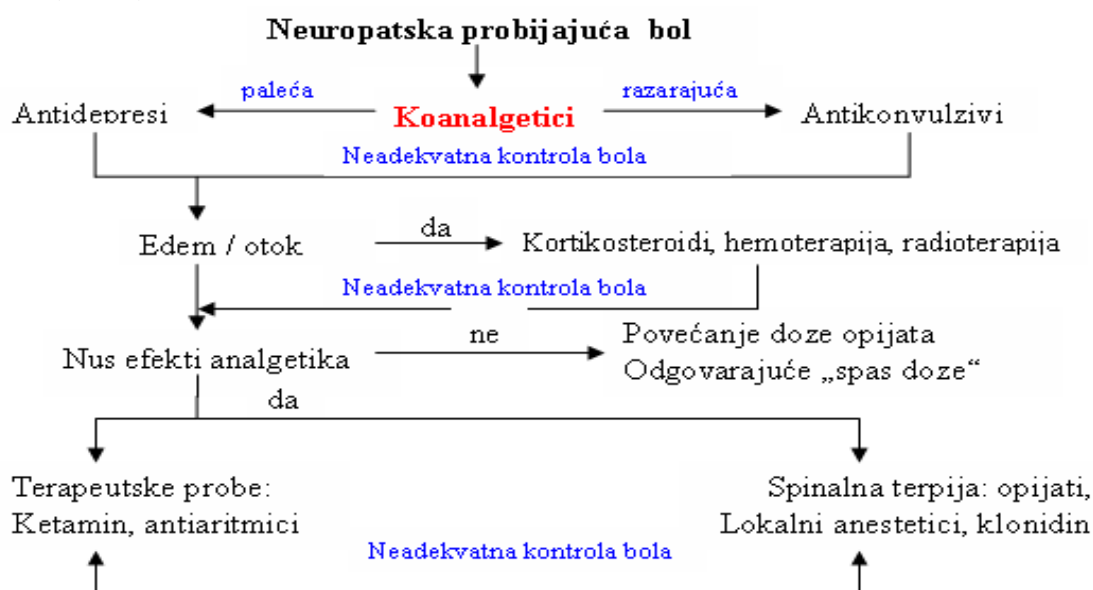 Neuropatska probijajuća bol
paleća
razarajuća
Antidepresi
Koanalgetici
Antikonvulzivi
Neadekvatna kontrola bola
da
Edem / otok
Kortikosteroidi, hemoterapija, radioterapija
Neadekvatna kontrola bola
ne
Povećanje doze opijata
Nus efekti analgetika
Odgovarajuće „spas doze“
da
Terapeutske probe:
Spinalna terpija: opijati,
Ketamin, antiaritmici
Lokalni anestetici, klonidin
Neadekvatna kontrola bola